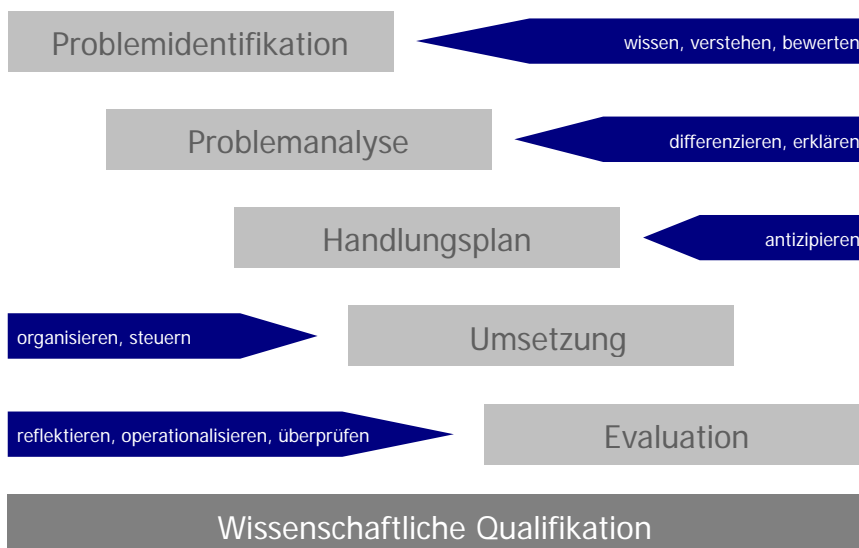 Problemidentifikation
wissen, verstehen, bewerten
Problemanalyse
differenzieren, erklären
Handlungsplan
antizipieren
organisieren, steuern
Umsetzung
reflektieren, operationalisieren, überprüfen
Evaluation
Wissenschaftliche Qualifikation